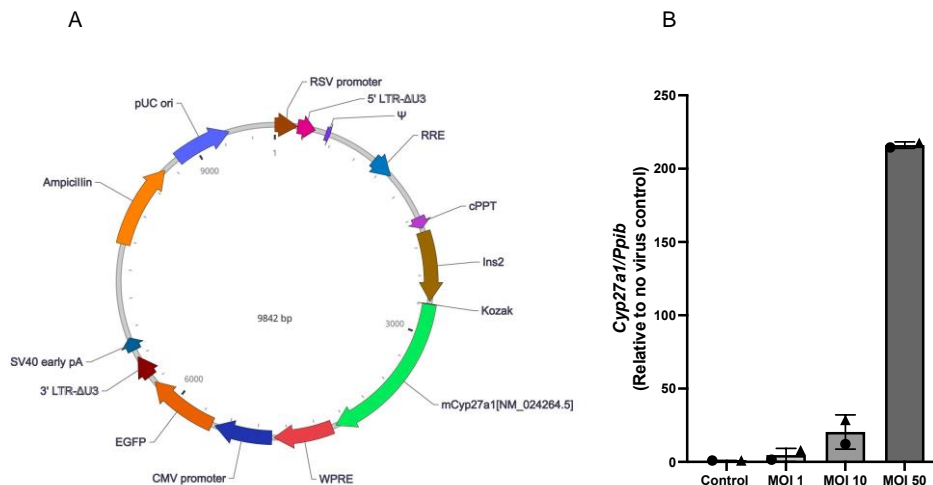 A
RSV promoter
5' LTR-ΔU3
Ψ
RRE
cPPT
Ins2
Kozak
mCyp27a1[NM_024264.5]
WPRE
CMV promoter
EGFP
3' LTR-ΔU3
SV40 early pA
Ampicillin
pUC ori
1
3000
6000
9000
9842 bp
B
Cyp27a1/Ppib
(Relative to no virus control)
250
200
150
100
50
0
Control MOI 1 MOI 10 MOI 50